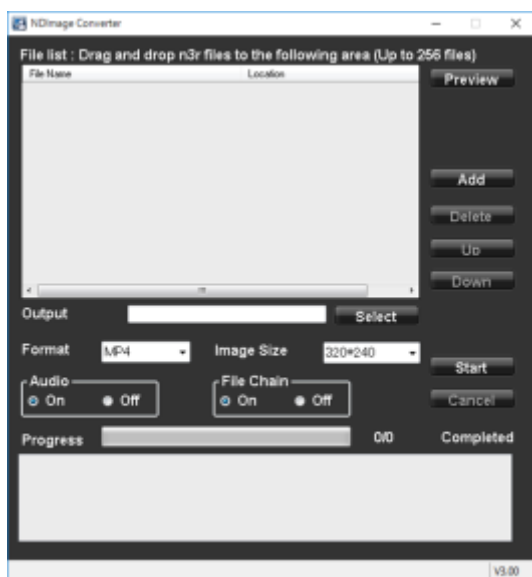 NDImage Converter
File list : Drag and drop n3r files to the following area (Up to 256 files)
File Name Location
Preview
Add
Delete
Up
Down
Output Select
Format MP4 Image Size 320*240
Start
Audio File Chain
On Off On Off
Cancel
Progress 0/0 Completed
V3.00